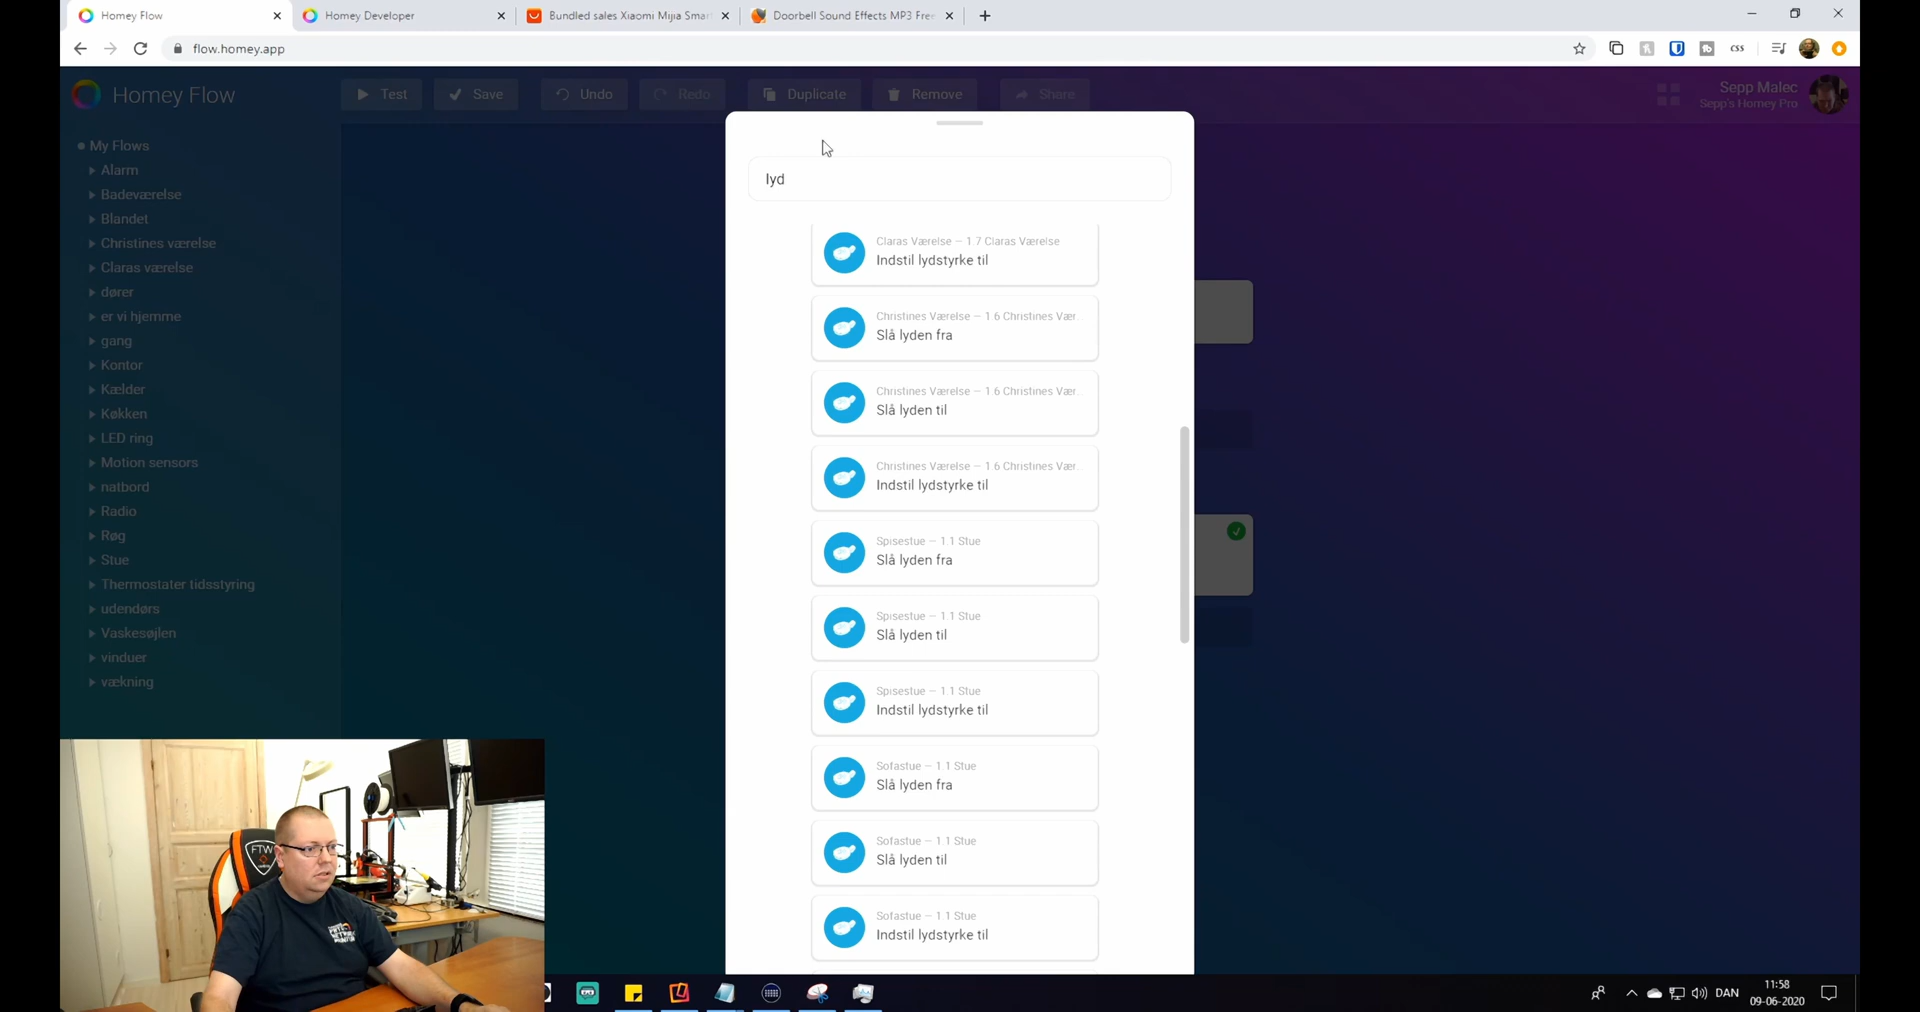 Homey Flow
Homey Developer
Bundled sales Xiaomi Mijia Smar
Doorbell Sound Effects MP3 Free
flow.homey.app
CSS
Homey Flow
Test
Save
Undo
Redo
Duplicate
Remove
Share
Sepp Malec
Sepp's Homey Pro
My Flows
Alarm
Badeværelse
Blandet
Christines værelse
Claras værelse
dører
er vi hjemme
gang
Kontor
Kælder
Køkken
LED ring
Motion sensors
natbord
Radio
Røg
Stue
Thermostater tidsstyring
udendørs
Vaskesøjlen
vinduer
vækning
lyd
Claras Værelse – 1.7 Claras Værelse
Indstil lydstyrke til
Christines Værelse – 1.6 Christines Vær...
Slå lyden fra
Christines Værelse – 1.6 Christines Vær...
Slå lyden til
Christines Værelse – 1.6 Christines Vær...
Indstil lydstyrke til
Spisestue – 1.1 Stue
Slå lyden fra
Spisestue – 1.1 Stue
Slå lyden til
Spisestue – 1.1 Stue
Indstil lydstyrke til
Sofastue – 1.1 Stue
Slå lyden fra
Sofastue – 1.1 Stue
Slå lyden til
Sofastue – 1.1 Stue
Indstil lydstyrke til
FTW
DAN
11:58
09-06-2020